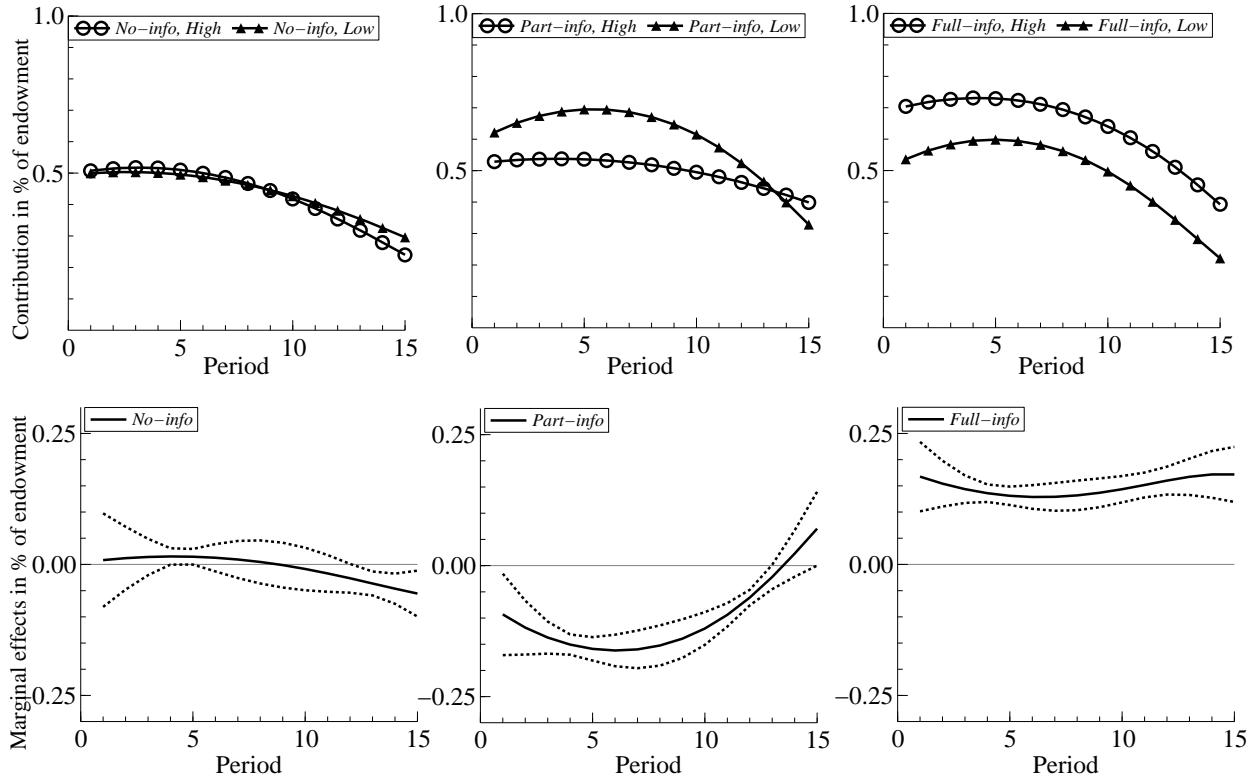 1.0
No−info, High No−info, Low
0.5
0 5 10 15
Period
Contribution in % of endowment
1.0
Part−info, High Part−info, Low
0.5
0 5 10 15
Period
1.0
Full−info, High Full−info, Low
0.5
0 5 10 15
Period
No−info
0.25
0.00
−0.25
0 5 10 15
Period
Marginal effects in % of endowment
Part−info
0.25
0.00
−0.25
0 5 10 15
Period
Full−info
0.25
0.00
−0.25
0 5 10 15
Period